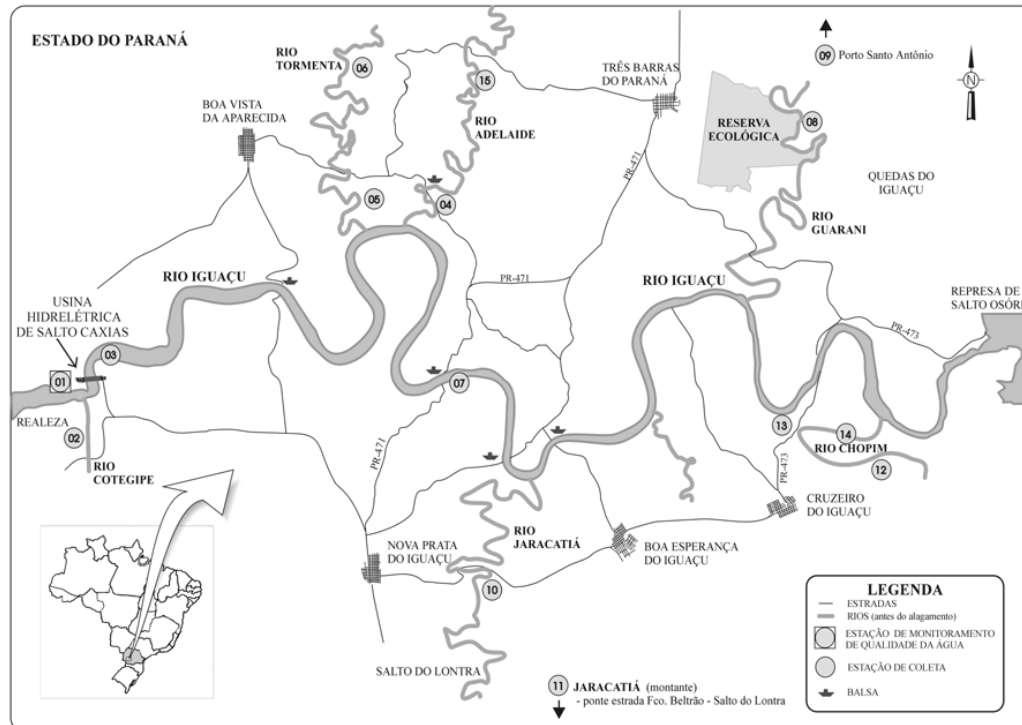 ESTADO DO PARANÁ
RIO
TORMENTA
06
15
09 Porto Santo Antônio
N
TRÊS BARRAS
DO PARANÁ
BOA VISTA
DA APARECIDA
RIO
ADELAIDE
RESERVA
ECOLÓGICA
08
PR-471
QUEDAS DO
IGUAÇU
05
04
RIO
GUARANI
RIO IGUAÇU
PR-471
RIO IGUAÇU
REPRESA DE
USINA
HIDRELÉTRICA
DE SALTO CAXIAS
PR-473
03
01
07
REALEZA
02
13
14
RIO CHOPIM
12
RIO
COTEGIPE
PR-471
PR-473
CRUZEIRO
DO IGUAÇU
RIO
JARACATIÁ
NOVA PRATA
DO IGUAÇU
BOA ESPERANÇA
DO IGUAÇU
10
SALTO DO LONTRA
11 JARACATIÁ (montante)
- ponte estrada Fco. Beltrão - Salto do Lontra
LEGENDA
ESTRADAS
RIOS (antes do alagamento)
ESTAÇÃO DE MONITORAMENTO
DE QUALIDADE DA ÁGUA
ESTAÇÃO DE COLETA
BALSA